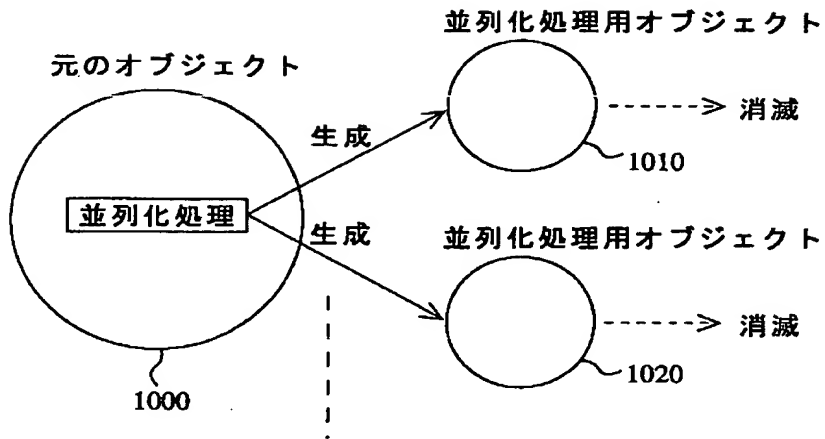 並列化処理用オブジェクト
元のオブジェクト
生成
消滅
1010
並列化処理
生成
並列化処理用オブジェクト
消滅
1020
1000